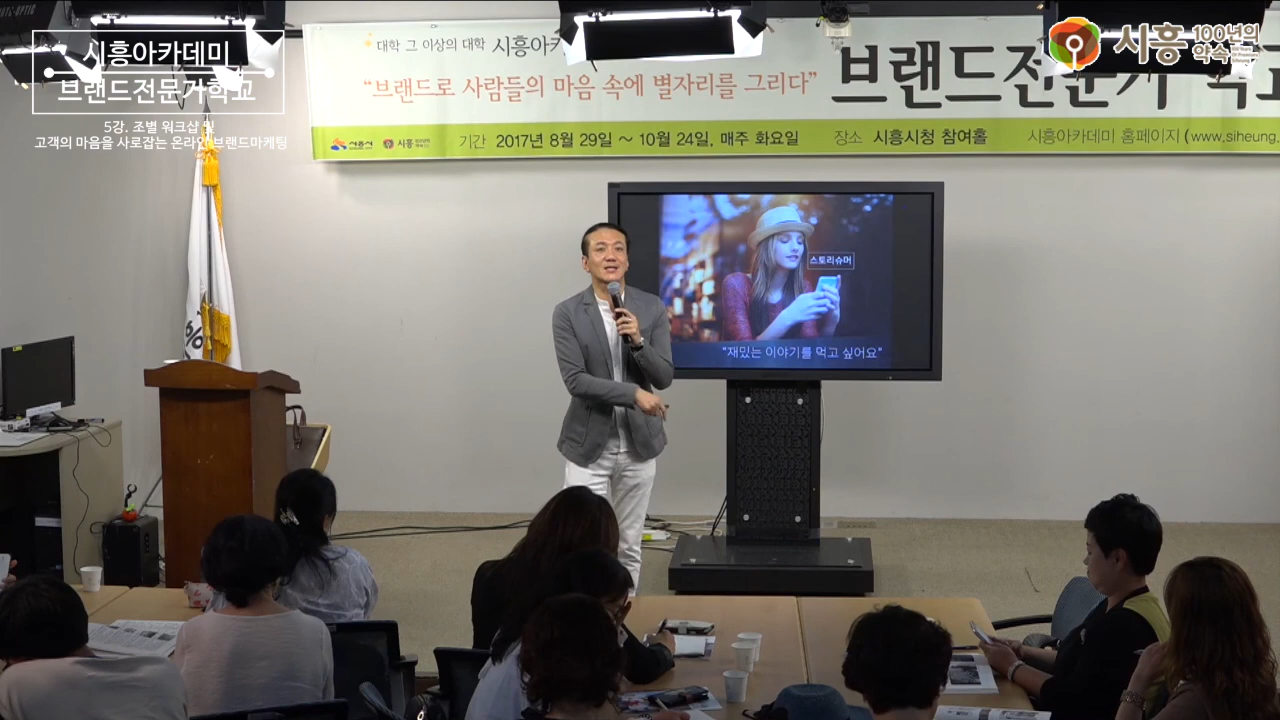 시흥아카데미
브랜드전문가학교
5강. 조별 워크샵 및
고객의 마음을 사로잡는 온라인 브랜드마케팅
대학 그 이상의 대학 시흥아카
"브랜드로 사람들의 마음 속에 별자리를 그리다"
브랜드전문가 학교
시흥 100년의 약속
시흥시 시흥
기간 2017년 8월 29일 ~ 10월 24일, 매주 화요일 장소 시흥시청 참여홀 시흥아카데미 홈페이지 (www.siheung.
스토리슈머
"재밌는 이야기를 먹고 싶어요"